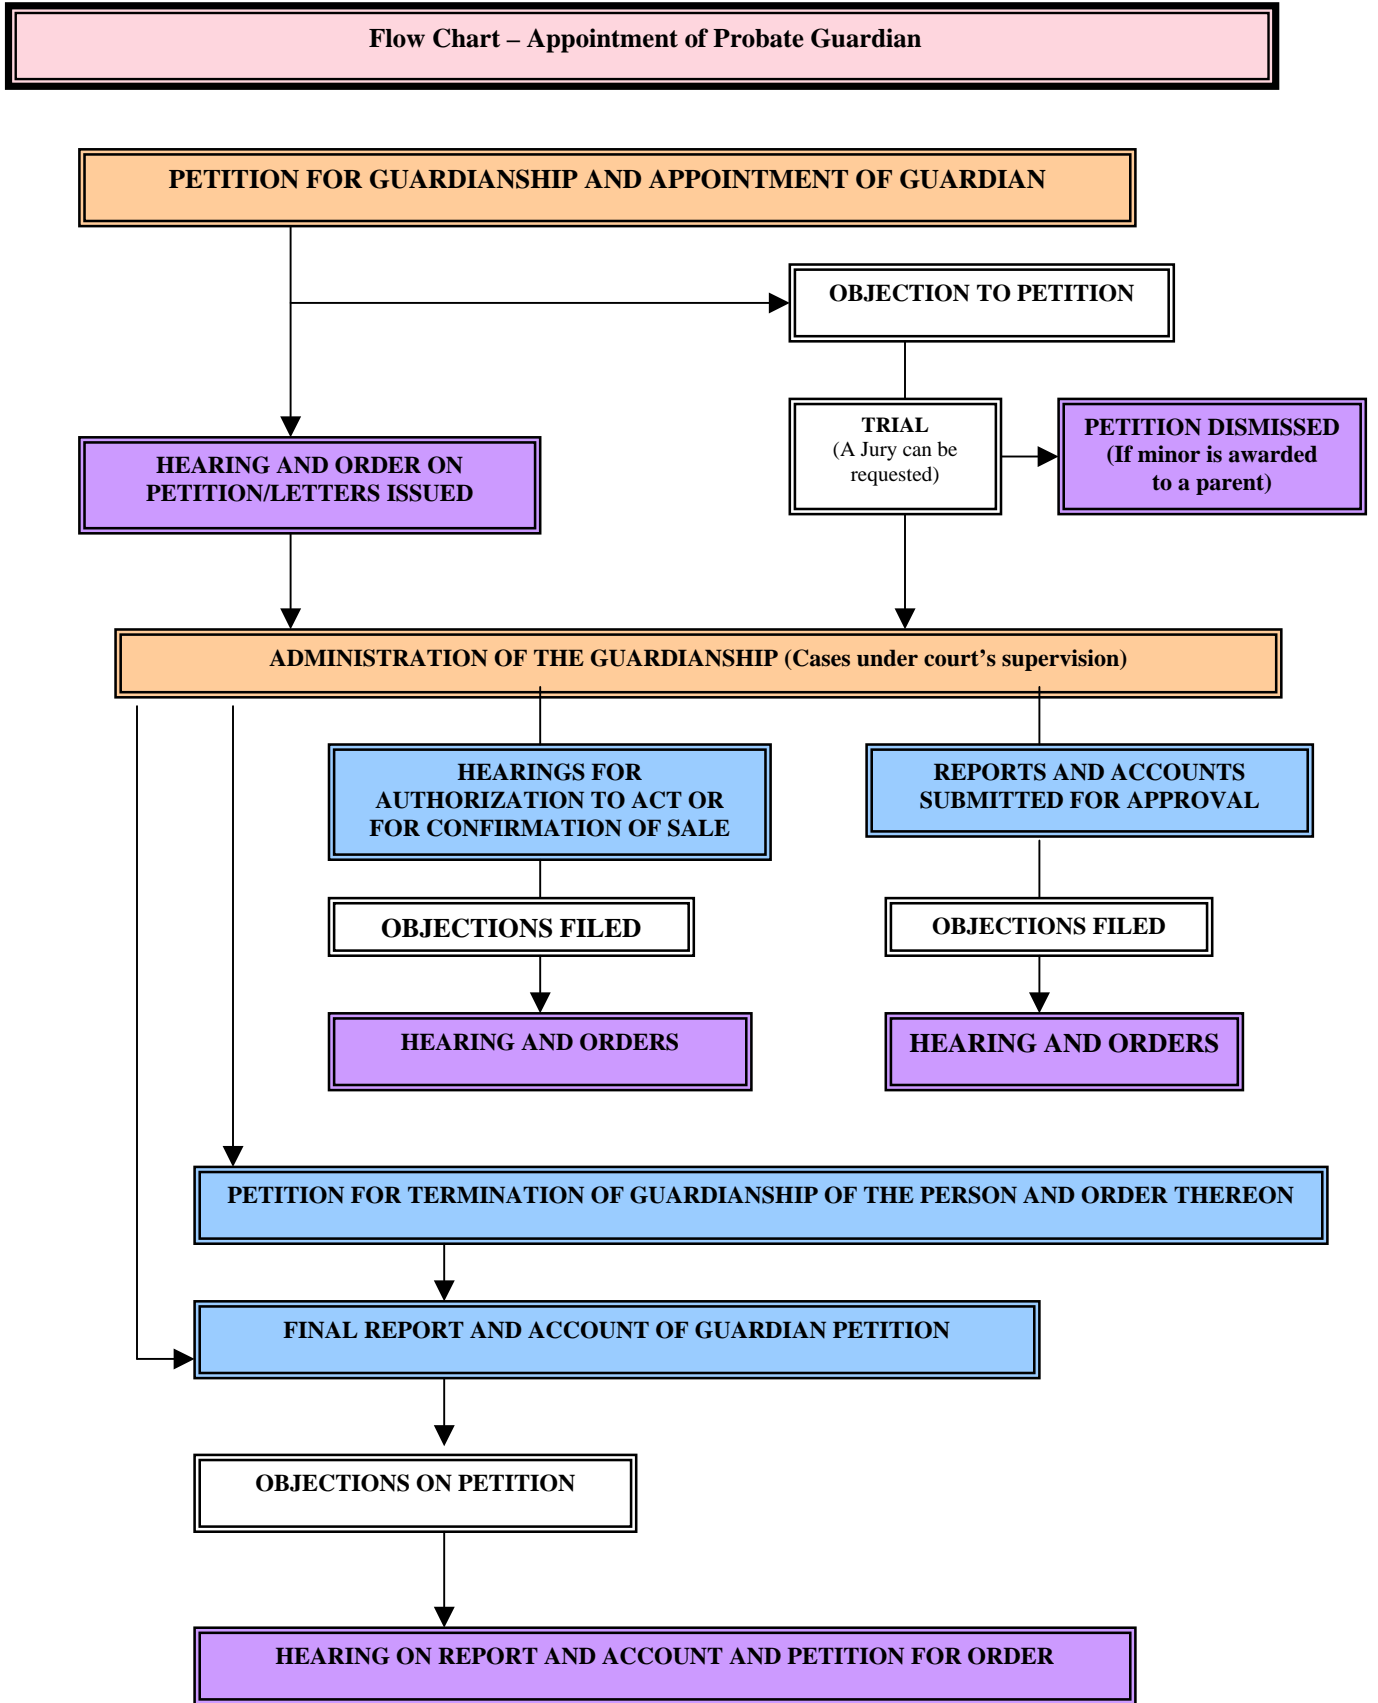 Flow Chart – Appointment of Probate Guardian
PETITION FOR GUARDIANSHIP AND APPOINTMENT OF GUARDIAN
OBJECTION TO PETITION
TRIAL
(A Jury can be
requested)
PETITION DISMISSED
(If minor is awarded
to a parent)
HEARING AND ORDER ON
PETITION/LETTERS ISSUED
ADMINISTRATION OF THE GUARDIANSHIP (Cases under court’s supervision)
HEARINGS FOR
AUTHORIZATION TO ACT OR
FOR CONFIRMATION OF SALE
REPORTS AND ACCOUNTS
SUBMITTED FOR APPROVAL
OBJECTIONS FILED
OBJECTIONS FILED
HEARING AND ORDERS
HEARING AND ORDERS
PETITION FOR TERMINATION OF GUARDIANSHIP OF THE PERSON AND ORDER THEREON
FINAL REPORT AND ACCOUNT OF GUARDIAN PETITION
OBJECTIONS ON PETITION
HEARING ON REPORT AND ACCOUNT AND PETITION FOR ORDER